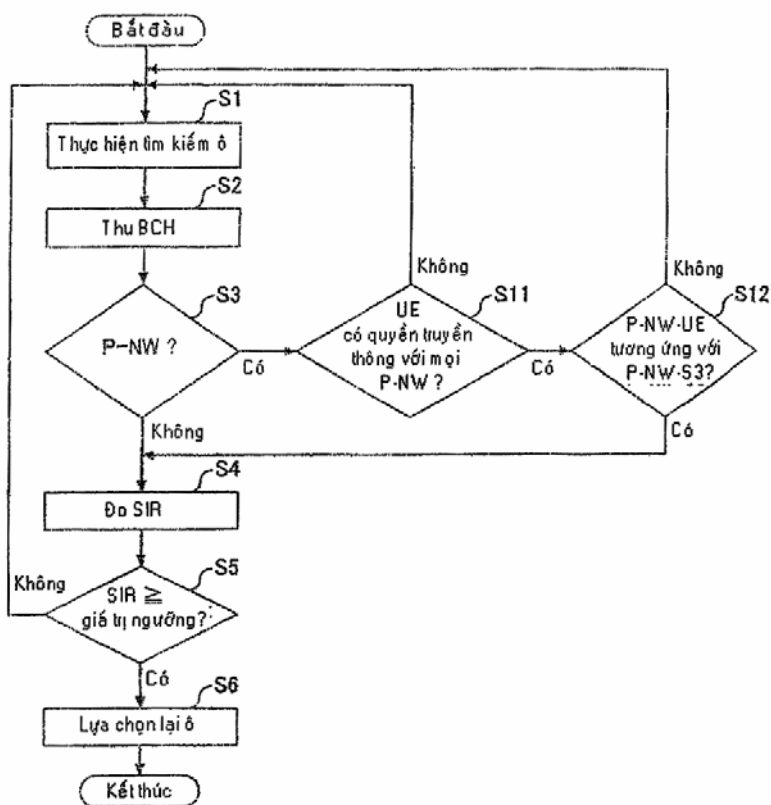 Bắt đầu
S1
Thực hiện tìm kiếm ô
S2
Thu BCH
S3
P-NW ?
Có
Không
S11
UE
có quyền truyền
thông với mọi
P-NW ?
Không
Có
S12
P-NW-UE
tương ứng với
P-NW-S3?
Không
Có
S4
Đo SIR
S5
SIR ≧
giá trị ngưỡng?
Không
Có
S6
Lựa chọn lại ô
Kết thúc